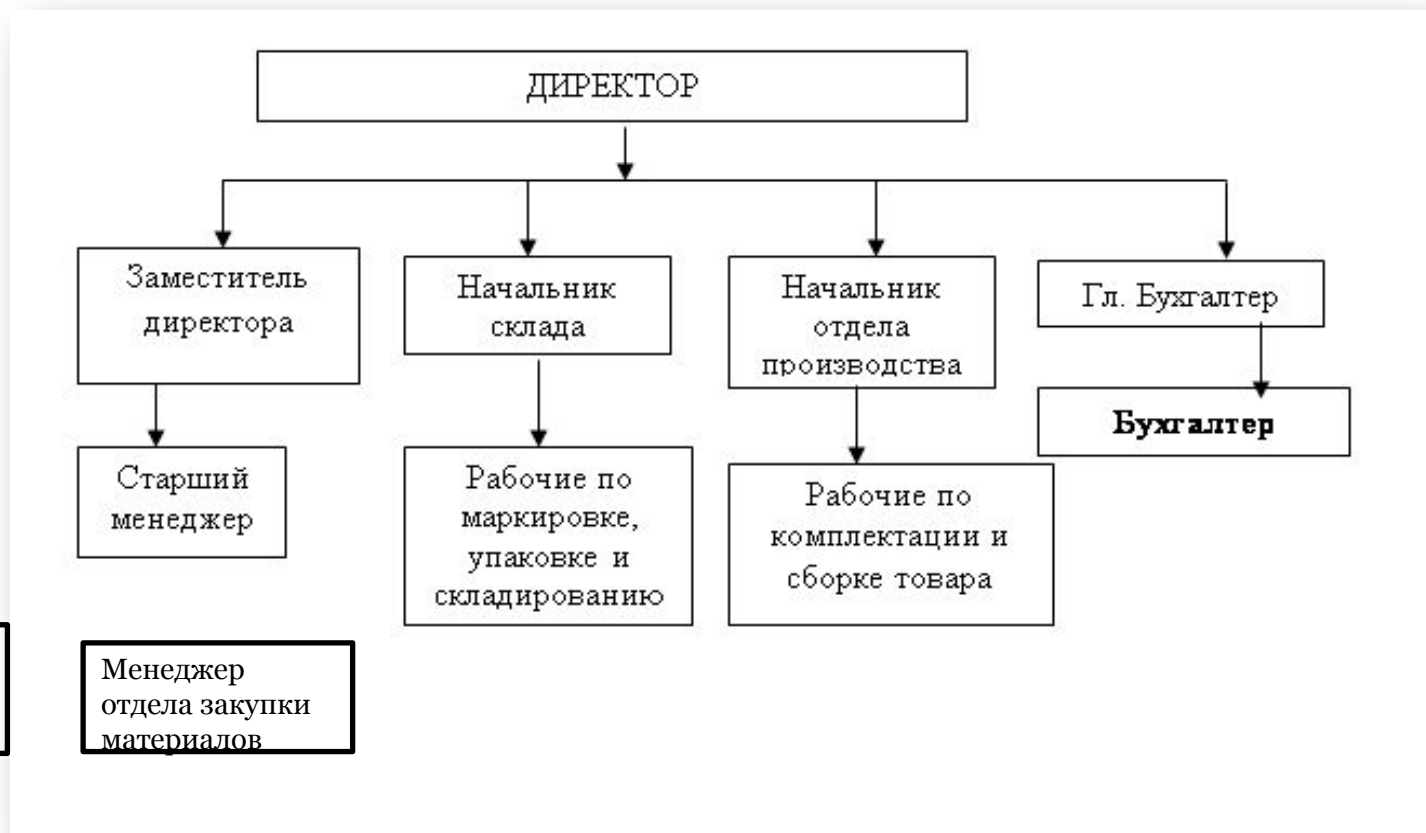 ДИРЕКТОР
Заместитель
директора
Начальник
склада
Начальник
отдела
производства
Гл. Бухгалтер
Бухгалтер
Старший
менеджер
Рабочие по
маркировке,
упаковке и
складированию
Рабочие по
комплектации и
сборке товара
Менеджер
отдела закупки
материалов